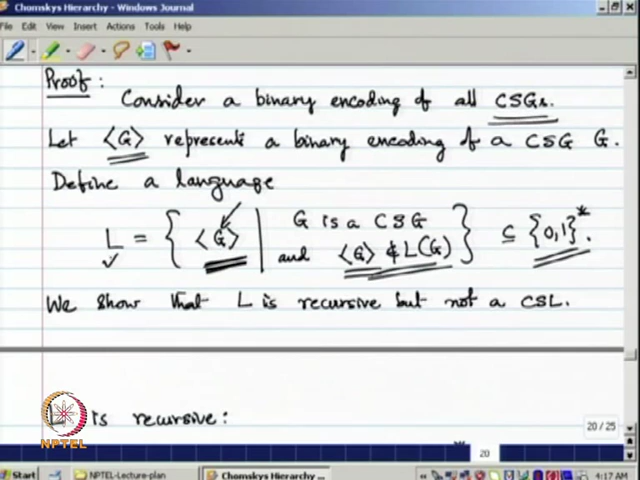 Chomskys Hierarchy - Windows Journal
File Edit View Insert Actions Tools Help
Proof:
Consider a binary encoding of all CSGs.
Let ⟨G⟩ represents a binary encoding of a CSG G.
Define a language
L = { ⟨G⟩ | G is a CSG and ⟨G⟩ ∉ L(G) } ⊆ {0,1}*.
We show that L is recursive but not a CSL.
L is recursive:
NPTEL
20 / 25
20
Start NPTEL-Lecture-plan Chomskys Hierarchy - ... 4:17 AM